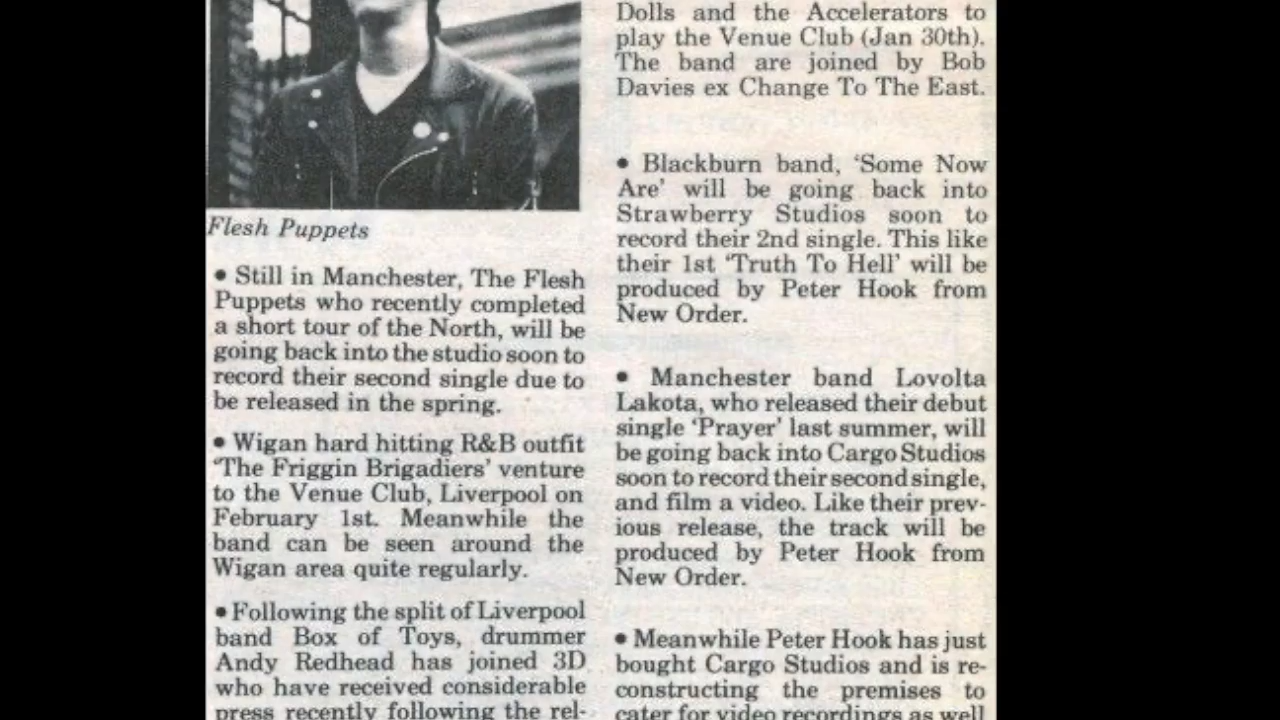 Flesh Puppets
• Still in Manchester, The Flesh
Puppets who recently completed
a short tour of the North, will be
going back into the studio soon to
record their second single due to
be released in the spring.
• Wigan hard hitting R&B outfit
'The Friggin Brigadiers' venture
to the Venue Club, Liverpool on
February 1st. Meanwhile the
band can be seen around the
Wigan area quite regularly.
• Following the split of Liverpool
band Box of Toys, drummer
Andy Redhead has joined 3D
who have received considerable
press recently following the rel-
Dolls and the Accelerators to
play the Venue Club (Jan 30th).
The band are joined by Bob
Davies ex Change To The East.
• Blackburn band, 'Some Now
Are' will be going back into
Strawberry Studios soon to
record their 2nd single. This like
their 1st 'Truth To Hell' will be
produced by Peter Hook from
New Order.
• Manchester band Lovolta
Lakota, who released their debut
single 'Prayer' last summer, will
be going back into Cargo Studios
soon to record their second single,
and film a video. Like their prev-
ious release, the track will be
produced by Peter Hook from
New Order.
• Meanwhile Peter Hook has just
bought Cargo Studios and is re-
constructing the premises to
cater for video recordings as well